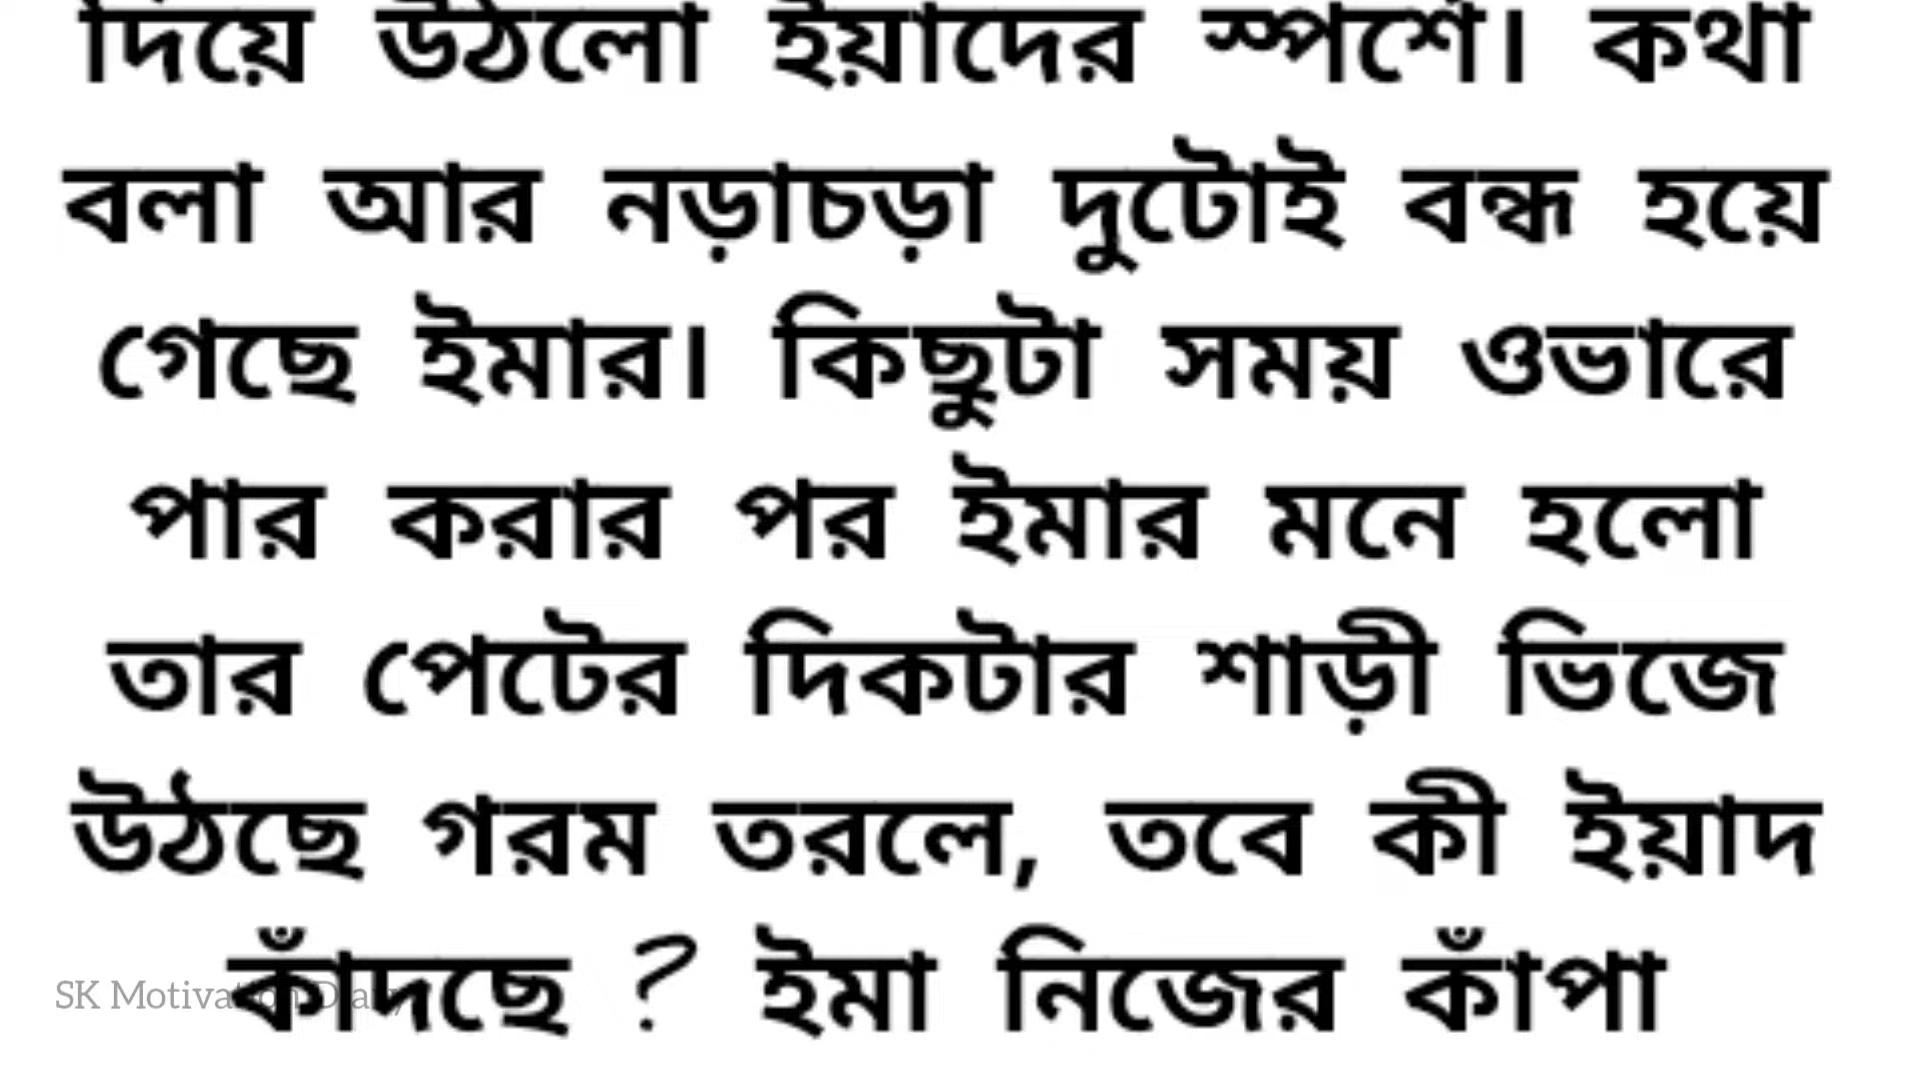 দিয়ে উঠলো ইয়াদের স্পর্শে। কথা
বলা আর নড়াচড়া দুটোই বন্ধ হয়ে
গেছে ইমার। কিছুটা সময় ওভারে
পার করার পর ইমার মনে হলো
তার পেটের দিকটার শাড়ী ভিজে
উঠছে গরম তরলে, তবে কী ইয়াদ
কাঁদছে ? ইমা নিজের কাঁপা
SK Motivation Diary